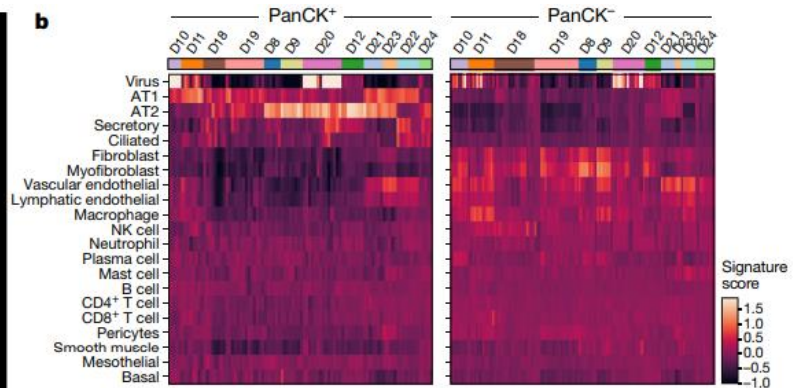 b
PanCK⁺ PanCK⁻
D10 D11 D18 D19 D8 D9 D20 D12 D21 D23 D22 D24 D10 D11 D18 D19 D8 D9 D20 D12 D21 D23 D22 D24
Virus
AT1
AT2
Secretory
Ciliated
Fibroblast
Myofibroblast
Vascular endothelial
Lymphatic endothelial
Macrophage
NK cell
Neutrophil
Plasma cell
Mast cell
B cell
CD4⁺ T cell
CD8⁺ T cell
Pericytes
Smooth muscle
Mesothelial
Basal
Signature
score
1.5
1.0
0.5
0.0
−0.5
−1.0